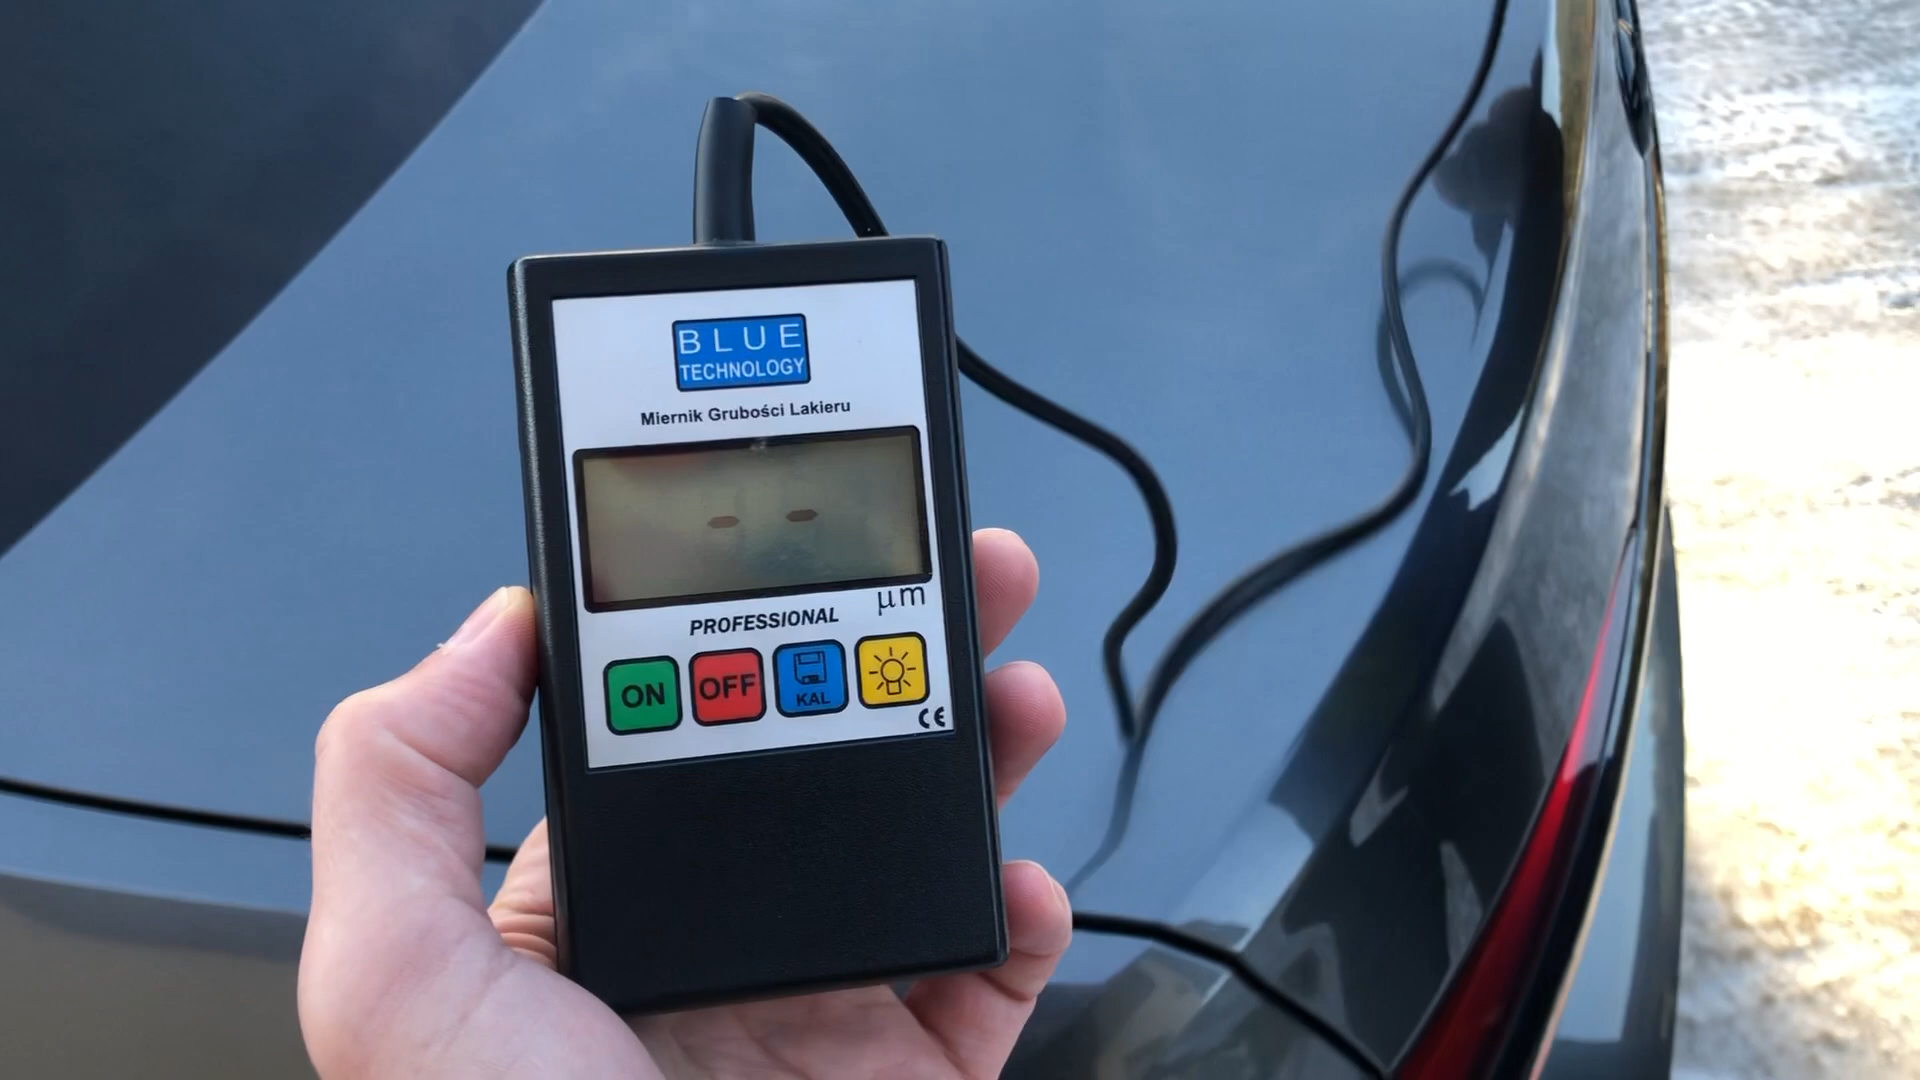 BLUE
TECHNOLOGY
Miernik Grubości Lakieru
- -
µm
PROFESSIONAL
ON
OFF
KAL
CE